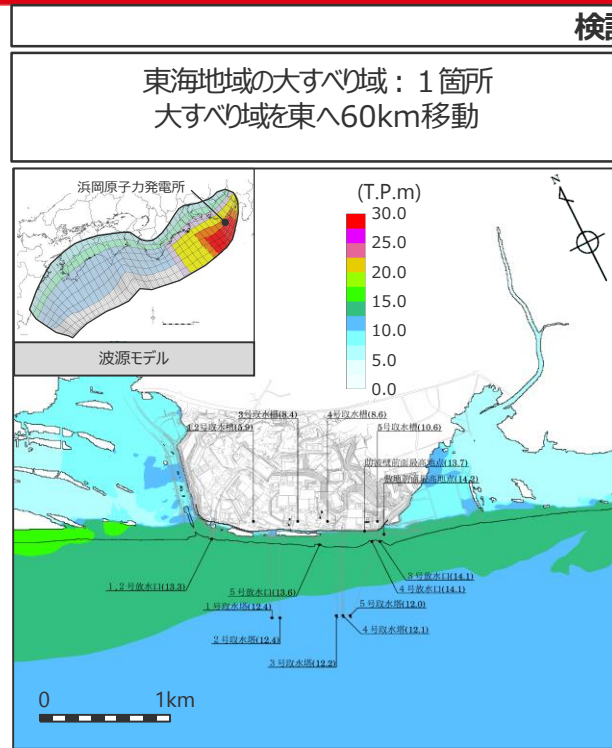 検討
東海地域の大すべり域：１箇所
大すべり域を東へ60km移動
浜岡原子力発電所
波源モデル
(T.P.m)
30.0
25.0
20.0
15.0
10.0
5.0
0.0
N
3号取水槽(8.4)
4号取水槽(8.6)
1,2号取水槽(5.9)
5号取水槽(10.6)
防波壁前面最高地点(13.7)
敷地前面最高地点(14.2)
1,2号放水口(13.3)
5号放水口(13.6)
3号放水口(14.1)
4号放水口(14.1)
1号取水塔(12.4)
5号取水塔(12.0)
2号取水塔(12.4)
4号取水塔(12.1)
3号取水塔(12.2)
0 1km